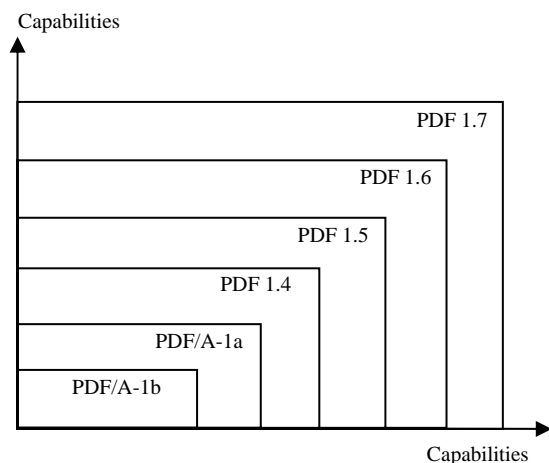 Capabilities
PDF 1.7
PDF 1.6
PDF 1.5
PDF 1.4
PDF/A-1a
PDF/A-1b
Capabilities